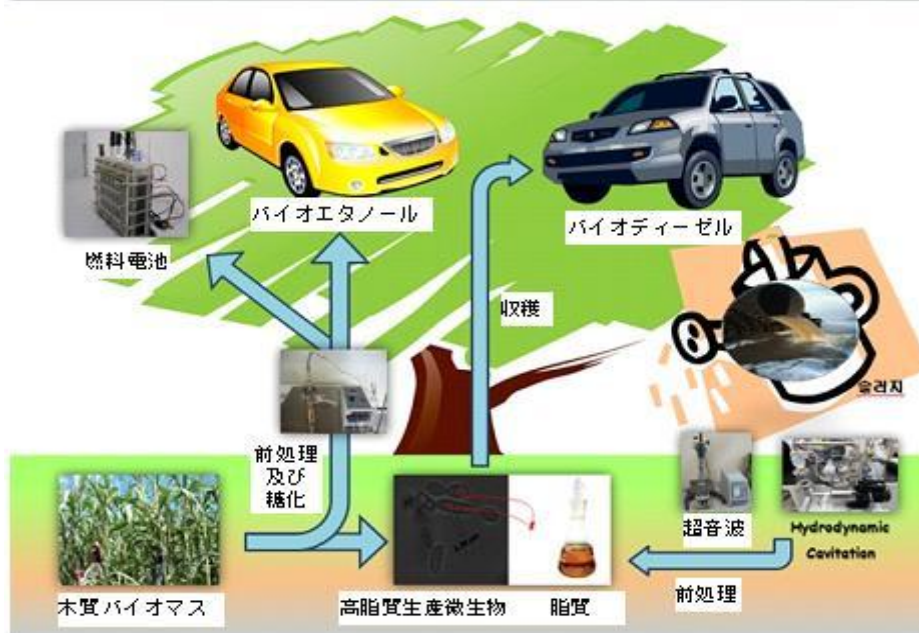 バイオエタノール
バイオディーゼル
燃料電池
収穫
슬러지
前処理
及び
糖化
超音波
Hydrodynamic
Cavitation
前処理
木質バイオマス
高脂質生産微生物
脂質